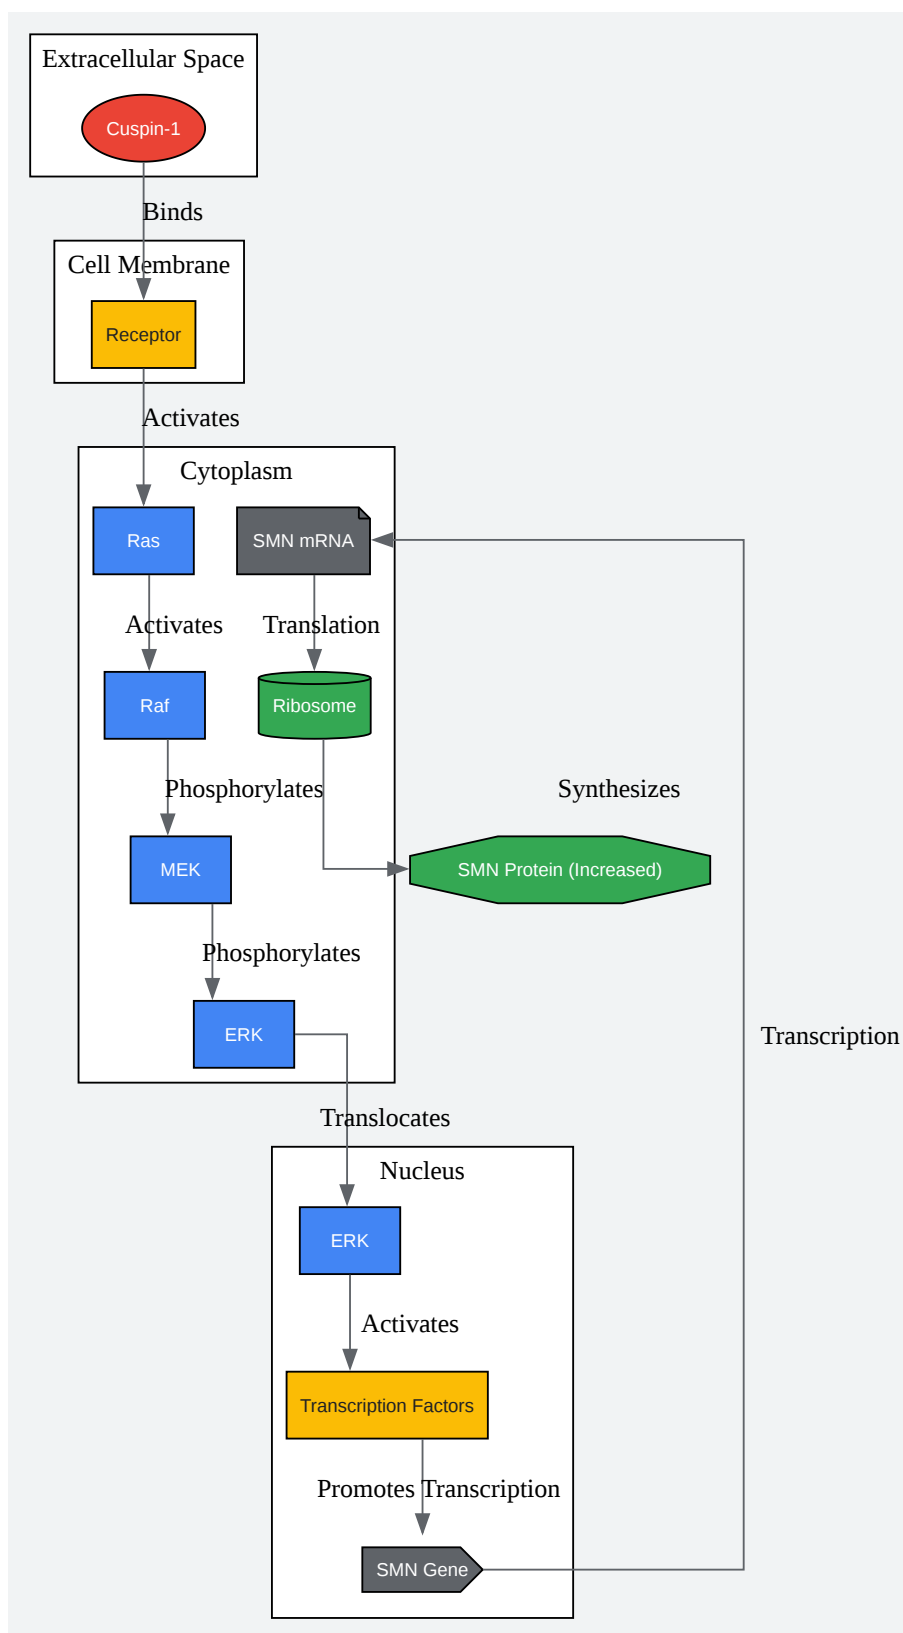 Extracellular Space
Cuspin-1
Binds
Cell Membrane
Receptor
Activates
Cytoplasm
Ras
SMN mRNA
Activates
Translation
Raf
Ribosome
Phosphorylates
Synthesizes
MEK
SMN Protein (Increased)
Phosphorylates
ERK
Transcription
Translocates
Nucleus
ERK
Activates
Transcription Factors
Promotes Transcription
SMN Gene